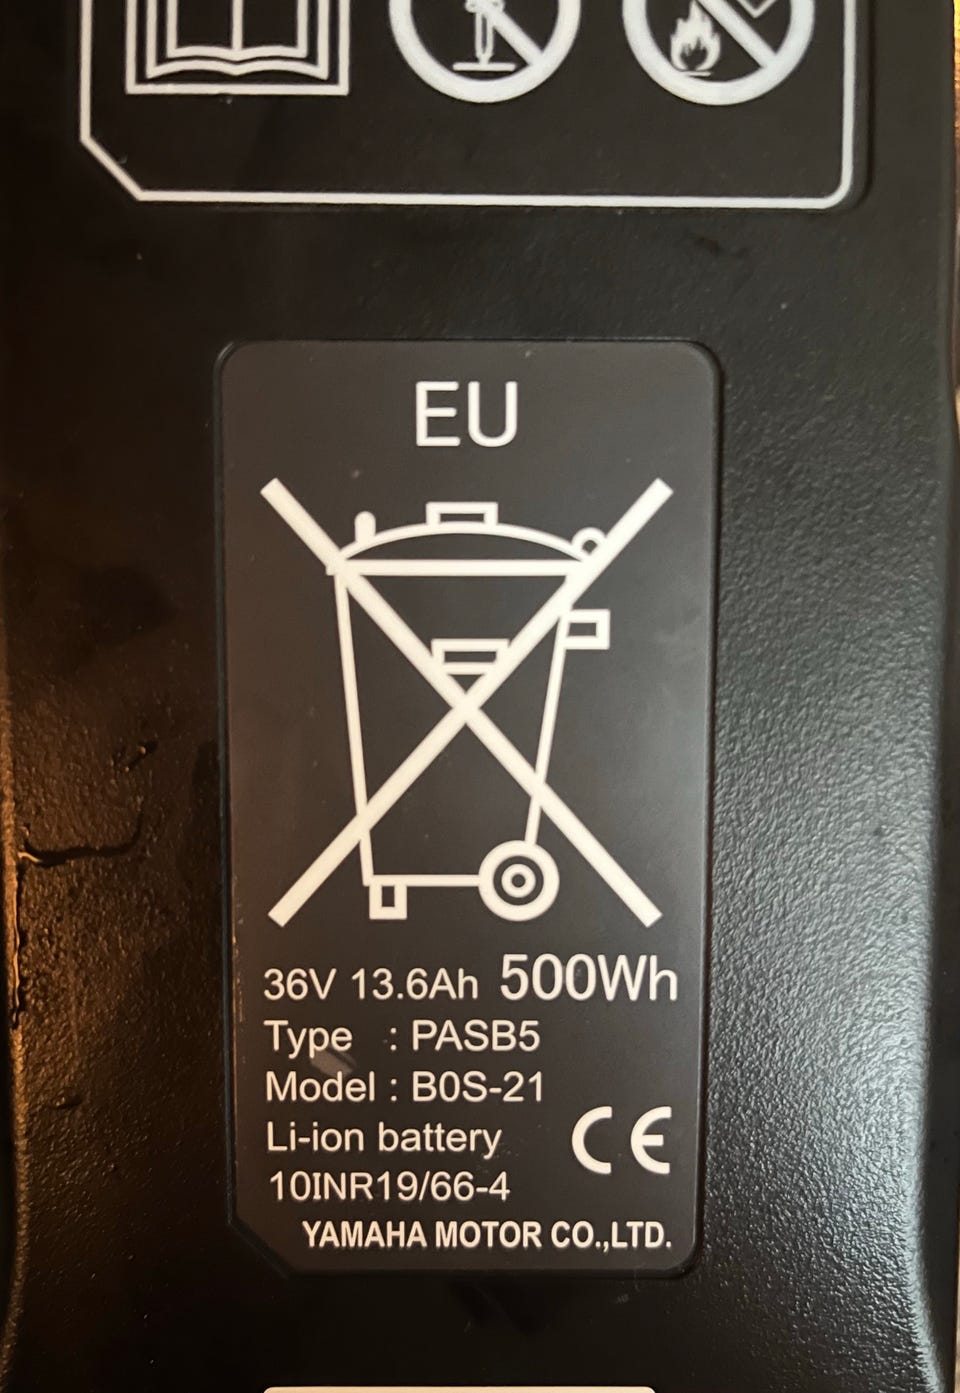 EU
36V 13.6Ah 500Wh
Type : PASB5
Model : B0S-21
Li-ion battery
CE
10INR19/66-4
YAMAHA MOTOR CO.,LTD.